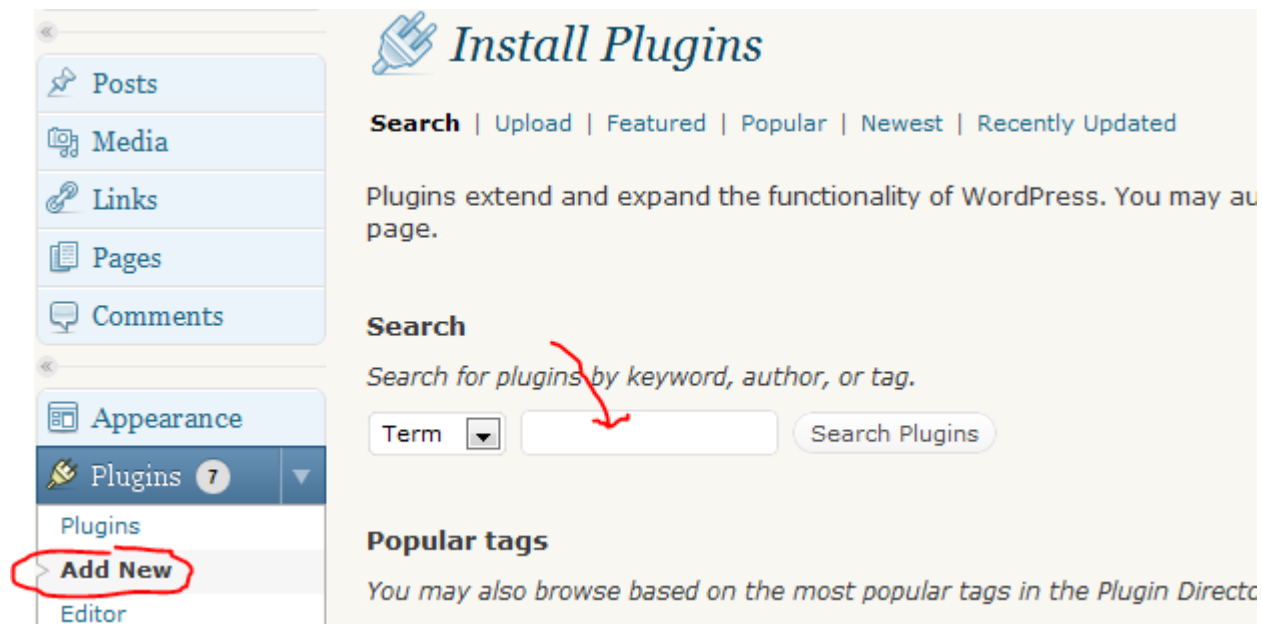 Posts
Media
Links
Pages
Comments
Appearance
Plugins 7
Plugins
Add New
Editor
Install Plugins
Search | Upload | Featured | Popular | Newest | Recently Updated
Plugins extend and expand the functionality of WordPress. You may au
page.
Search
Search for plugins by keyword, author, or tag.
Term
Search Plugins
Popular tags
You may also browse based on the most popular tags in the Plugin Directo